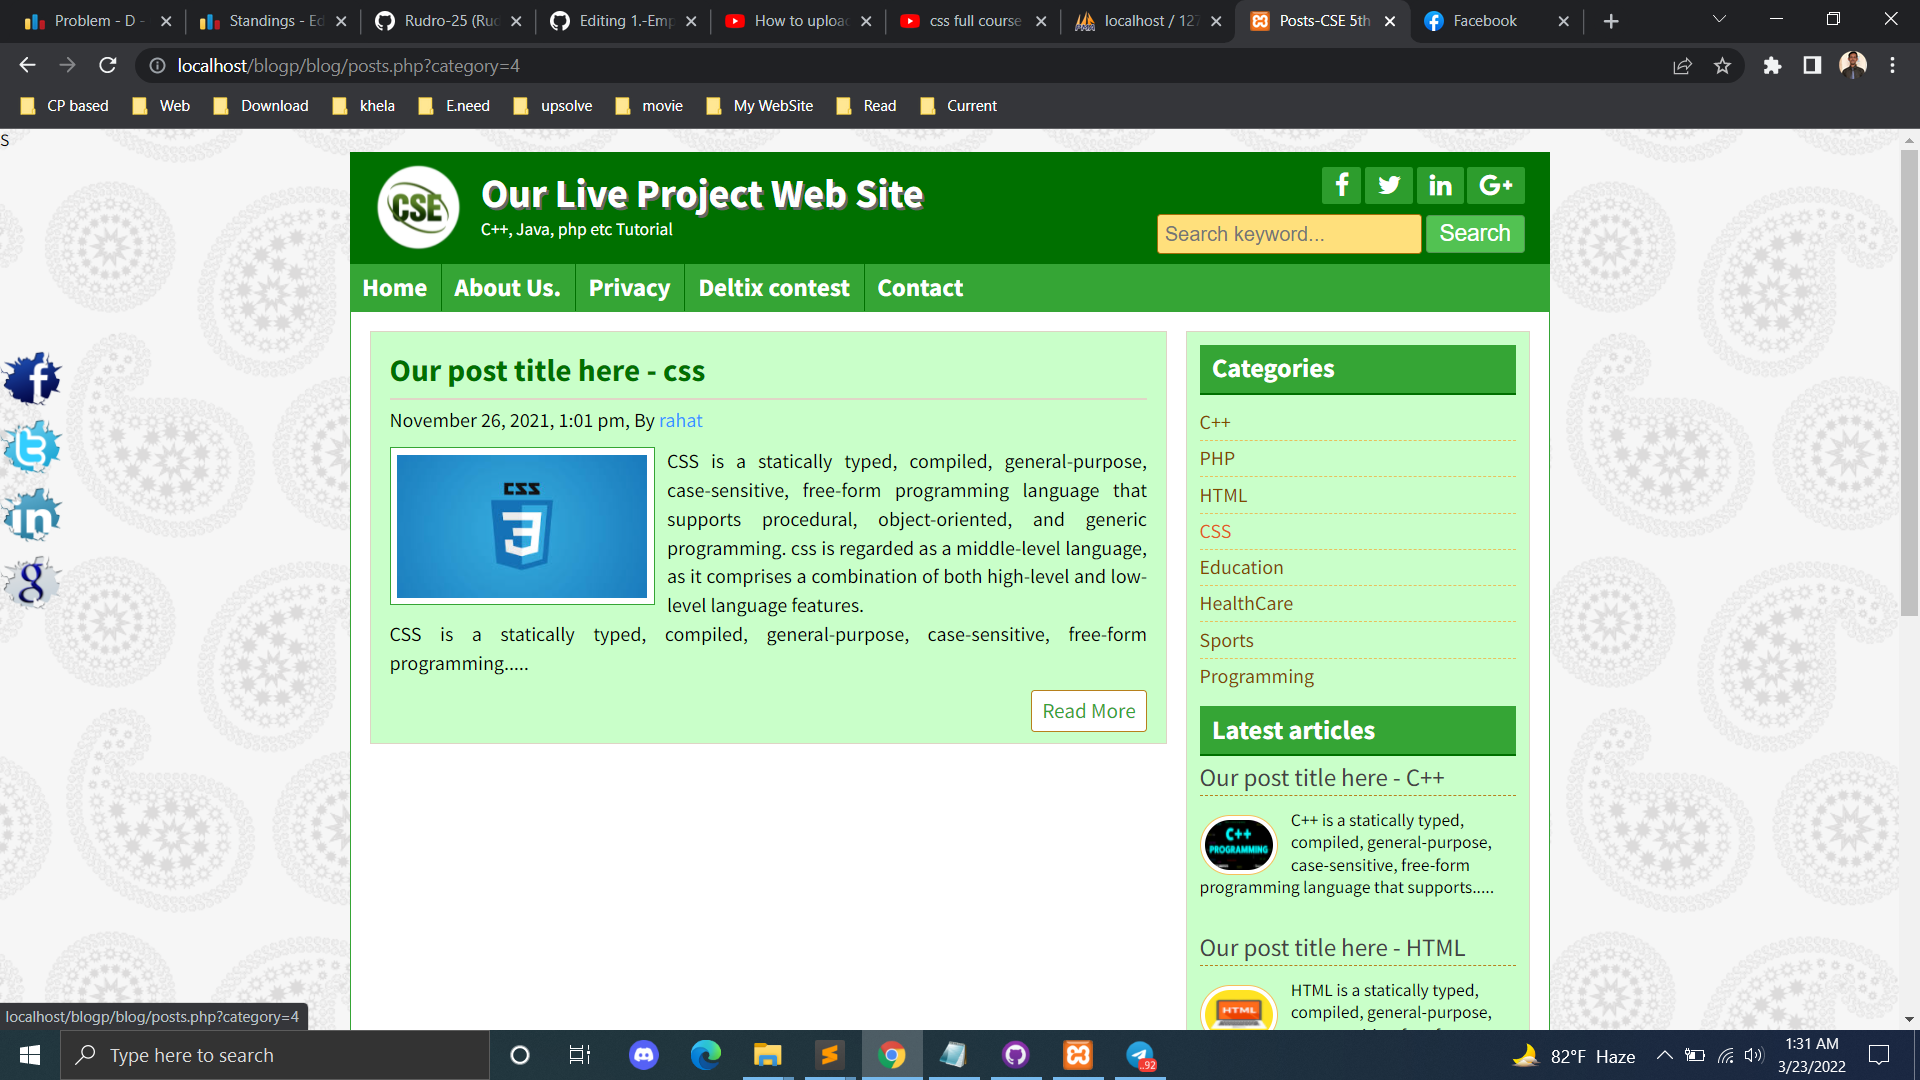 Problem - D -
Standings - Ed
Rudro-25 (Ruc
Editing 1.-Emp
How to uploa
css full course
localhost / 127
Posts-CSE 5th
Facebook
localhost/blogp/blog/posts.php?category=4
CP based
Web
Download
khela
E.need
upsolve
movie
My WebSite
Read
Current
S
CSE
Our Live Project Web Site
C++, Java, php etc Tutorial
f
in
G+
Search keyword...
Search
Home
About Us.
Privacy
Deltix contest
Contact
Our post title here - css
November 26, 2021, 1:01 pm, By rahat
CSS
3
CSS is a statically typed, compiled, general-purpose,
case-sensitive, free-form programming language that
supports procedural, object-oriented, and generic
programming. css is regarded as a middle-level language,
as it comprises a combination of both high-level and low-
level language features.
CSS is a statically typed, compiled, general-purpose, case-sensitive, free-form
programming.....
Read More
Categories
C++
PHP
HTML
CSS
Education
HealthCare
Sports
Programming
Latest articles
Our post title here - C++
C++
PROGRAMMING
C++ is a statically typed,
compiled, general-purpose,
case-sensitive, free-form
programming language that supports.....
Our post title here - HTML
HTML
HTML is a statically typed,
compiled, general-purpose,
f
t
in
g
localhost/blogp/blog/posts.php?category=4
Type here to search
..92
82°F Haze
1:31 AM
3/23/2022